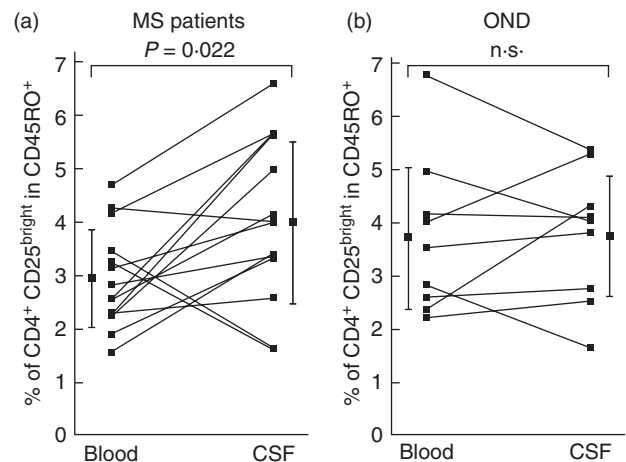 (a) MS patients
P = 0·022
% of CD4⁺ CD25ᵇʳⁱᵍʰᵗ in CD45RO⁺
7
6
5
4
3
2
1
0
Blood CSF
(b) OND
n·s·
% of CD4⁺ CD25ᵇʳⁱᵍʰᵗ in CD45RO⁺
7
6
5
4
3
2
1
0
Blood CSF